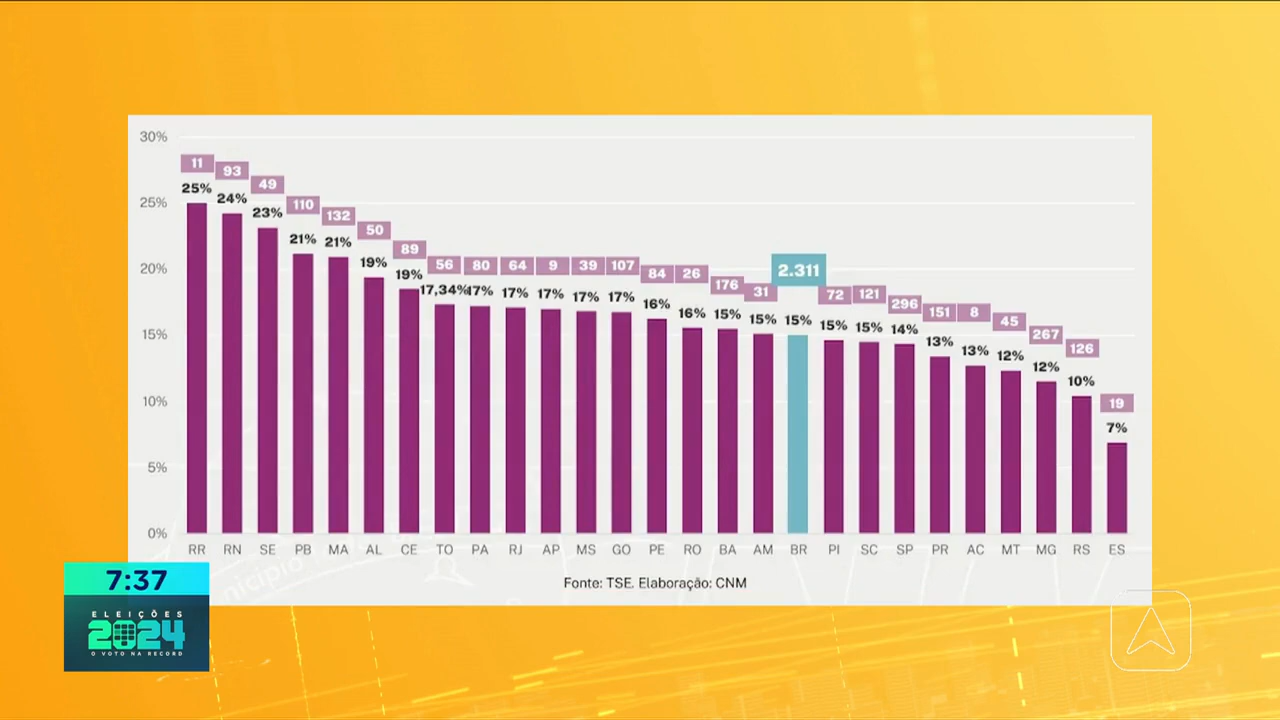 30%
25%
20%
15%
10%
5%
0%
11 93 49 110 132 50 89 56 80 64 9 39 107 84 26 176 31 2.311 72 121 296 151 8 45 267 126 19
25% 24% 23% 21% 21% 19% 19% 17,34% 17% 17% 17% 17% 17% 16% 16% 15% 15% 15% 15% 15% 14% 13% 13% 12% 12% 10% 7%
RR RN SE PB MA AL CE TO PA RJ AP MS GO PE RO BA AM BR PI SC SP PR AC MT MG RS ES
Fonte: TSE. Elaboração: CNM
7:37
ELEIÇÕES
2024
O VOTO NA RECORD